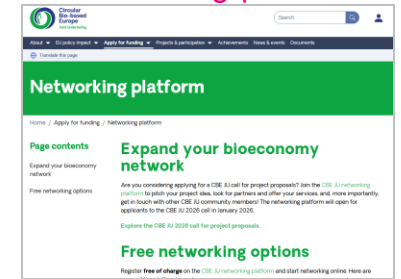 Circular
Bio-based
Europe
Search
About
EU policy impact
Apply for funding
Projects & participation
Achievements
News & events
Documents
Translate this page
Networking platform
Home / Apply for funding / Networking platform
Page contents
Expand your bioeconomy
network
Free networking options
Expand your bioeconomy
network
Are you considering applying for a CBE JU call for project proposals? Join the CBE JU networking
platform to pitch your project idea, look for partners and offer your services, and, more importantly,
get in touch with other CBE JU community members! The networking platform will open for
applicants to the CBE JU 2026 call in January 2026.
Explore the CBE JU 2026 call for project proposals.
Free networking options
Register free of charge on the CBE JU networking platform and start networking online. Here are